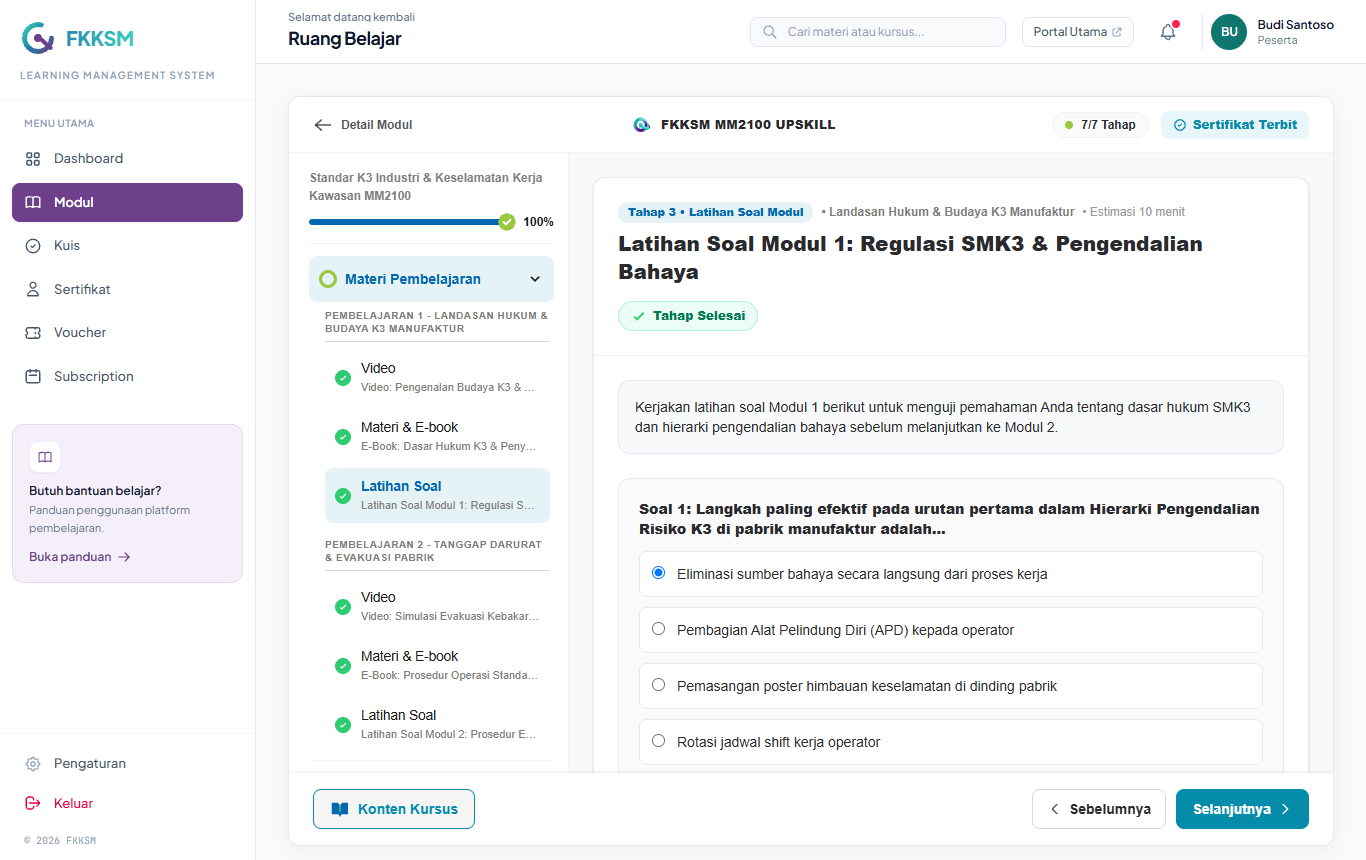 FKKSM
LEARNING MANAGEMENT SYSTEM
MENU UTAMA
Dashboard
Modul
Kuis
Sertifikat
Voucher
Subscription
Butuh bantuan belajar?
Panduan penggunaan platform
pembelajaran.
Buka panduan
Pengaturan
Keluar
© 2026 FKKSM
Selamat datang kembali
Ruang Belajar
Cari materi atau kursus...
Portal Utama
BU
Budi Santoso
Peserta
Detail Modul
FKKSM MM2100 UPSKILL
7/7 Tahap
Sertifikat Terbit
Standar K3 Industri & Keselamatan Kerja
Kawasan MM2100
100%
Materi Pembelajaran
PEMBELAJARAN 1 - LANDASAN HUKUM &
BUDAYA K3 MANUFAKTUR
Video
Video: Pengenalan Budaya K3 & ...
Materi & E-book
E-Book: Dasar Hukum K3 & Peny...
Latihan Soal
Latihan Soal Modul 1: Regulasi S...
PEMBELAJARAN 2 - TANGGAP DARURAT
& EVAKUASI PABRIK
Video
Video: Simulasi Evakuasi Kebakar...
Materi & E-book
E-Book: Prosedur Operasi Standa...
Latihan Soal
Latihan Soal Modul 2: Prosedur E...
Tahap 3 • Latihan Soal Modul • Landasan Hukum & Budaya K3 Manufaktur • Estimasi 10 menit
Latihan Soal Modul 1: Regulasi SMK3 & Pengendalian
Bahaya
Tahap Selesai
Kerjakan latihan soal Modul 1 berikut untuk menguji pemahaman Anda tentang dasar hukum SMK3
dan hierarki pengendalian bahaya sebelum melanjutkan ke Modul 2.
Soal 1: Langkah paling efektif pada urutan pertama dalam Hierarki Pengendalian
Risiko K3 di pabrik manufaktur adalah...
Eliminasi sumber bahaya secara langsung dari proses kerja
Pembagian Alat Pelindung Diri (APD) kepada operator
Pemasangan poster himbauan keselamatan di dinding pabrik
Rotasi jadwal shift kerja operator
Konten Kursus
Sebelumnya
Selanjutnya